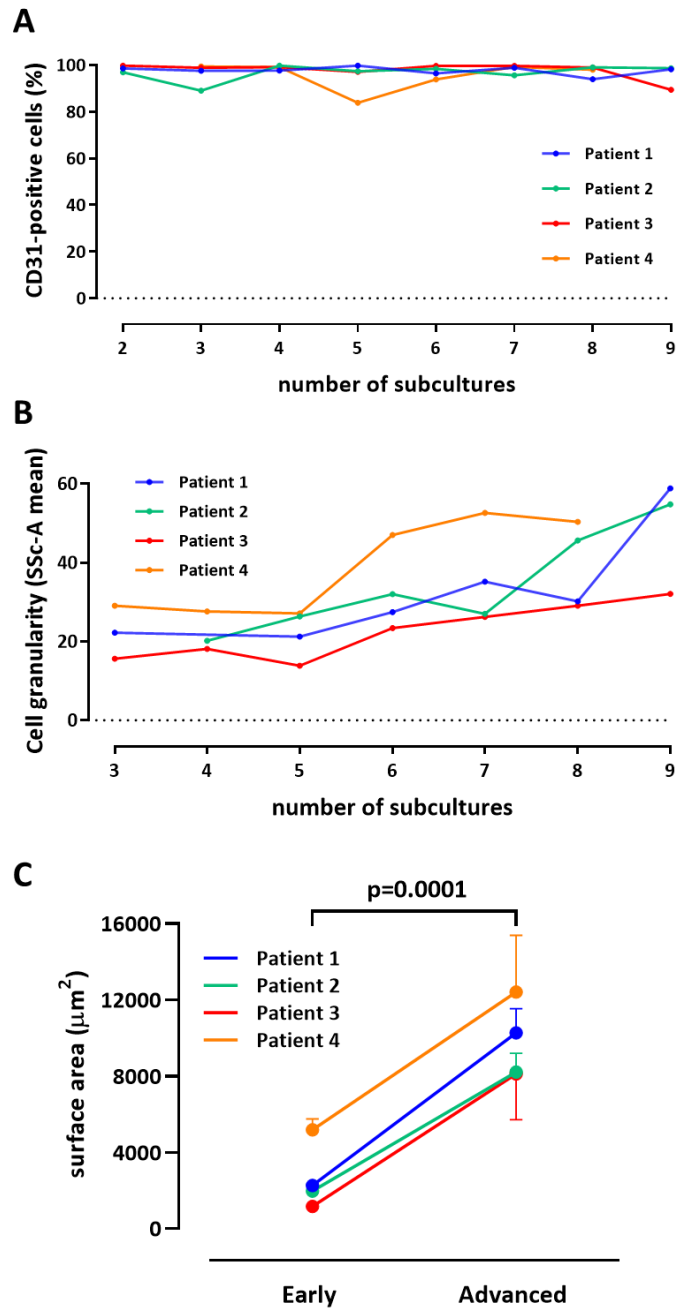 A
CD31-positive cells (%)
100
80
60
40
20
0
Patient 1
Patient 2
Patient 3
Patient 4
2 3 4 5 6 7 8 9
number of subcultures
B
Cell granularity (SSc-A mean)
60
40
20
0
Patient 1
Patient 2
Patient 3
Patient 4
3 4 5 6 7 8 9
number of subcultures
C
p=0.0001
surface area (μm²)
16000
12000
8000
4000
0
Patient 1
Patient 2
Patient 3
Patient 4
Early Advanced